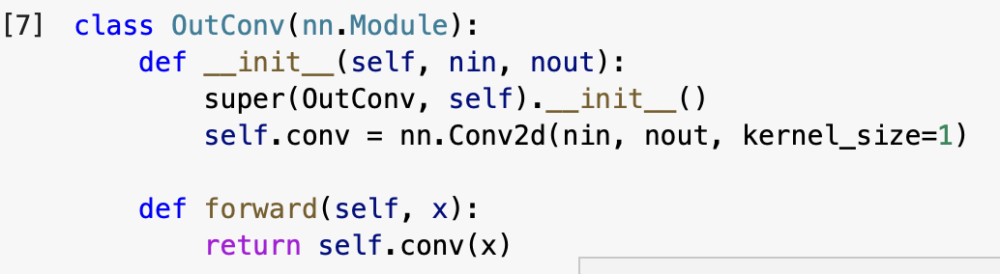 [7] class OutConv(nn.Module):
def __init__(self, nin, nout):
super(OutConv, self).__init__()
self.conv = nn.Conv2d(nin, nout, kernel_size=1)
def forward(self, x):
return self.conv(x)